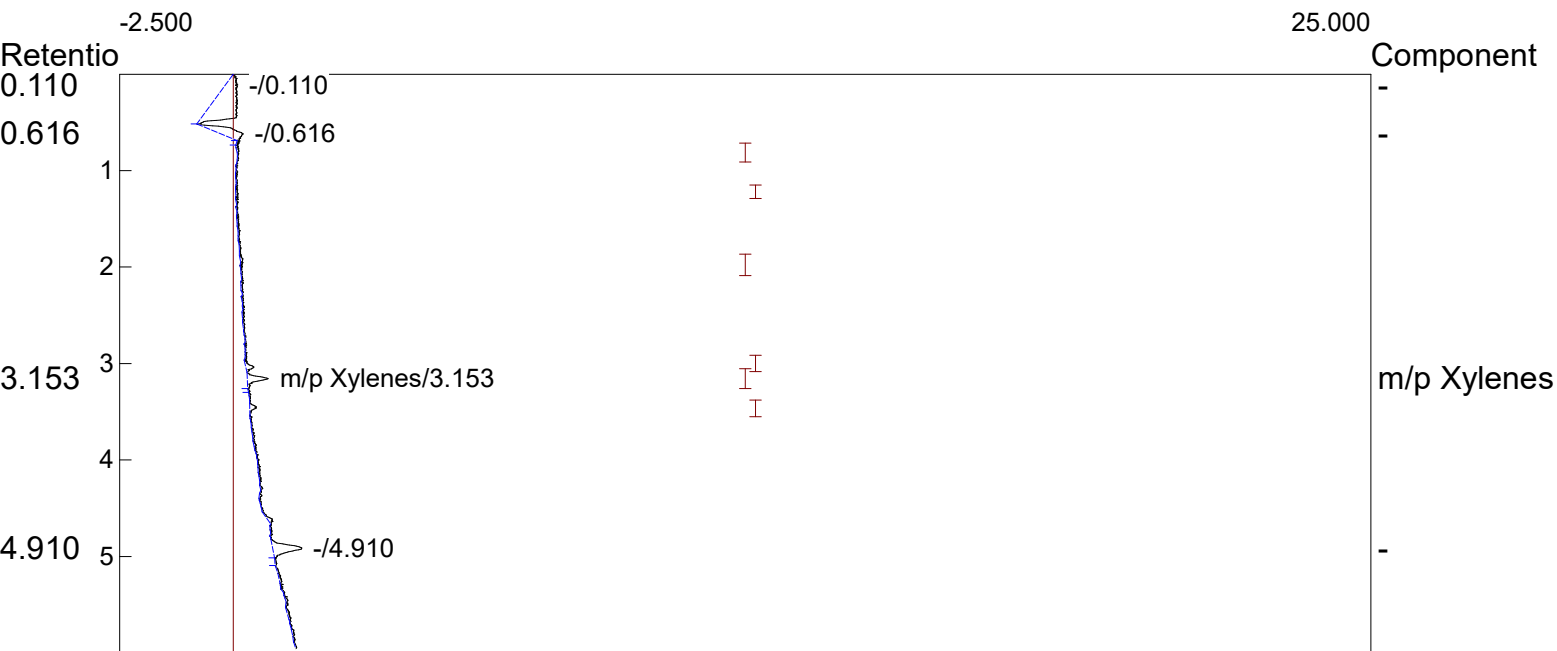 -2.500 25.000
Retentio Component
0.110 -/0.110 -
0.616 -/0.616 -
1
2
3
3.153 m/p Xylenes/3.153 m/p Xylenes
4
4.910 -/4.910 -
5